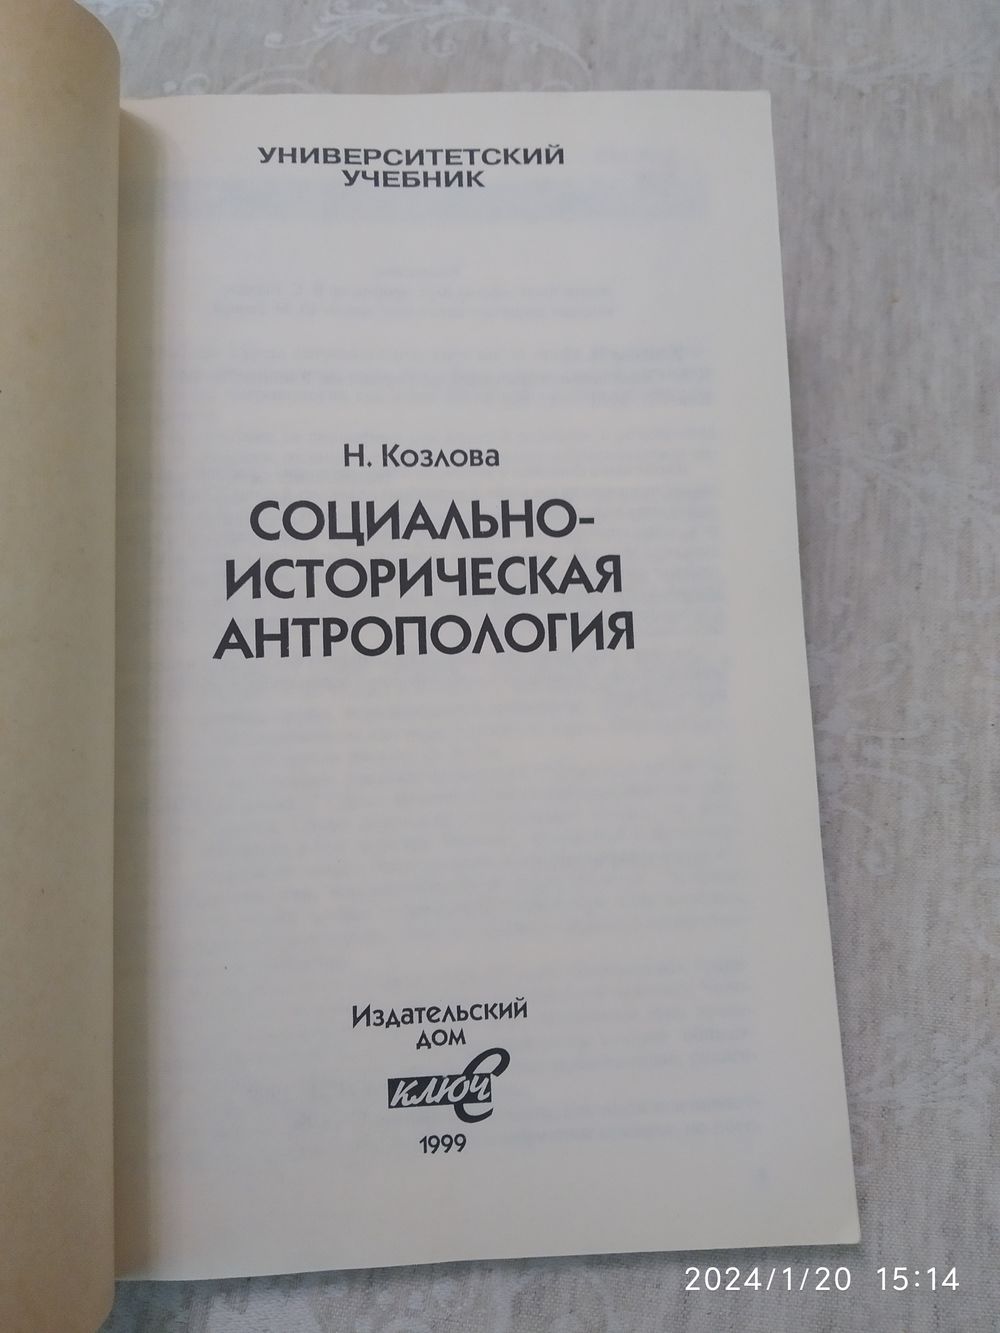 УНИВЕРСИТЕТСКИЙ
УЧЕБНИК
Н. Козлова
СОЦИАЛЬНО-
ИСТОРИЧЕСКАЯ
АНТРОПОЛОГИЯ
Издательский
дом
КЛЮЧ С
1999
2024/1/20 15:14